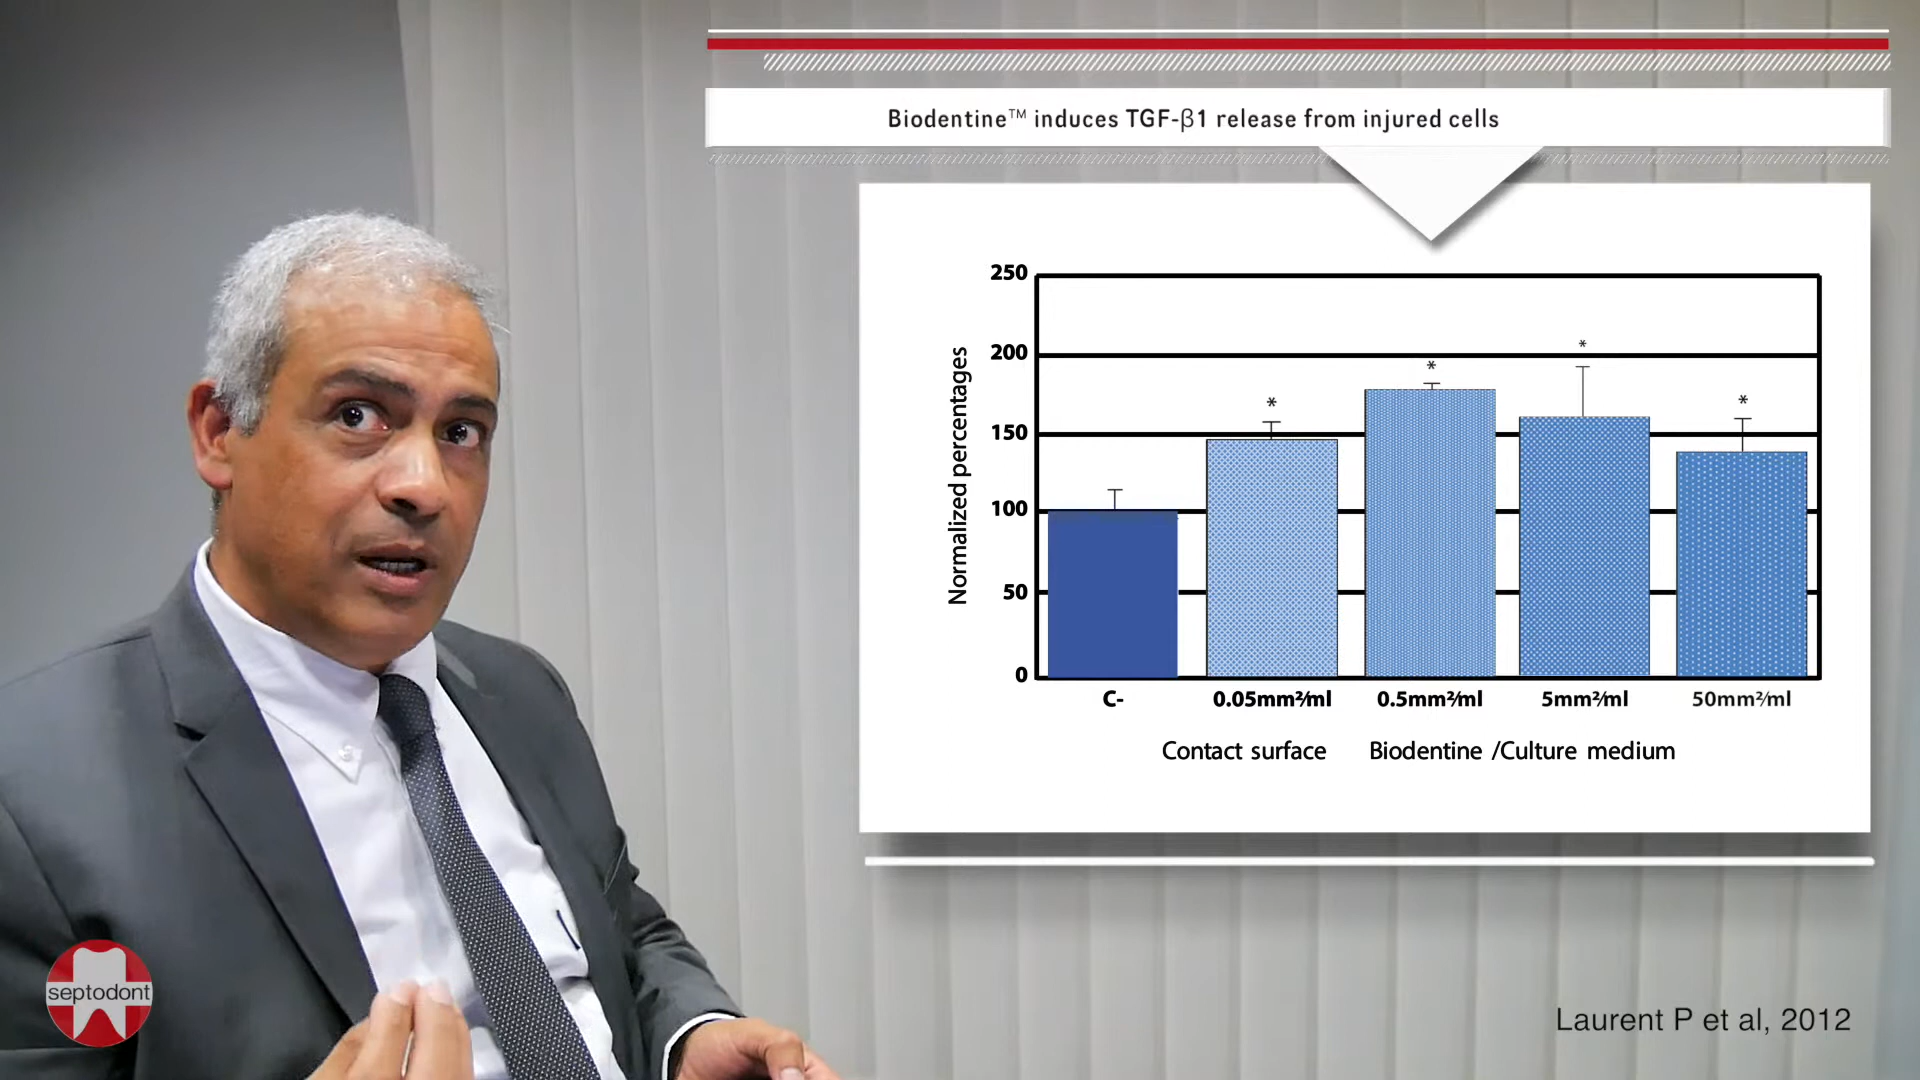 Biodentine™ induces TGF-β1 release from injured cells
250
200
150
100
50
0
Normalized percentages
* * * *
C- 0.05mm²/ml 0.5mm²/ml 5mm²/ml 50mm²/ml
Contact surface Biodentine /Culture medium
septodont
Laurent P et al, 2012